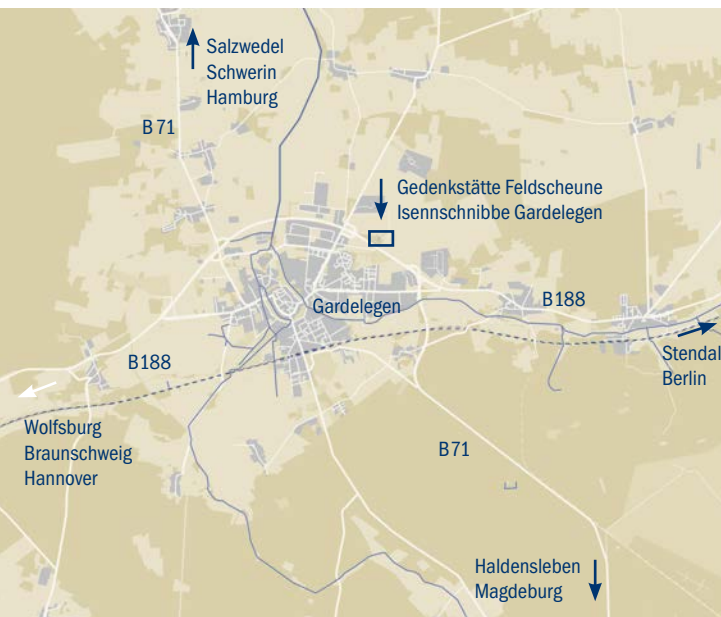 Salzwedel
Schwerin
Hamburg
B 71
Gedenkstätte Feldscheune
Isennschnibbe Gardelegen
Gardelegen
B188
B188
Stendal
Berlin
Wolfsburg
Braunschweig
Hannover
B71
Haldensleben
Magdeburg